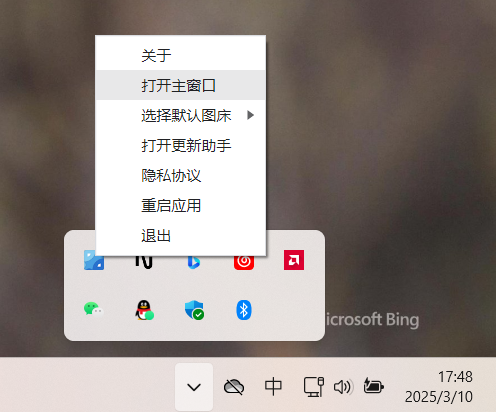 关于
打开主窗口
选择默认图床
打开更新助手
隐私协议
重启应用
退出
icrosoft Bing
中
17:48
2025/3/10